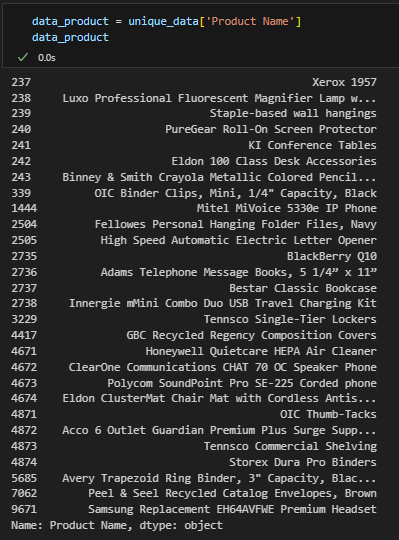 data_product = unique_data['Product Name']
data_product
0.0s
237 Xerox 1957
238 Luxo Professional Fluorescent Magnifier Lamp w...
239 Staple-based wall hangings
240 PureGear Roll-On Screen Protector
241 KI Conference Tables
242 Eldon 100 Class Desk Accessories
243 Binney & Smith Crayola Metallic Colored Pencil...
339 OIC Binder Clips, Mini, 1/4" Capacity, Black
1444 Mitel MiVoice 5330e IP Phone
2504 Fellowes Personal Hanging Folder Files, Navy
2505 High Speed Automatic Electric Letter Opener
2735 BlackBerry Q10
2736 Adams Telephone Message Books, 5 1/4” x 11”
2737 Bestar Classic Bookcase
2738 Innergie mMini Combo Duo USB Travel Charging Kit
3229 Tennsco Single-Tier Lockers
4417 GBC Recycled Regency Composition Covers
4671 Honeywell Quietcare HEPA Air Cleaner
4672 ClearOne Communications CHAT 70 OC Speaker Phone
4673 Polycom SoundPoint Pro SE-225 Corded phone
4674 Eldon ClusterMat Chair Mat with Cordless Antis...
4871 OIC Thumb-Tacks
4872 Acco 6 Outlet Guardian Premium Plus Surge Supp...
4873 Tennsco Commercial Shelving
4874 Storex Dura Pro Binders
5685 Avery Trapezoid Ring Binder, 3" Capacity, Blac...
7062 Peel & Seel Recycled Catalog Envelopes, Brown
9671 Samsung Replacement EH64AVFWE Premium Headset
Name: Product Name, dtype: object